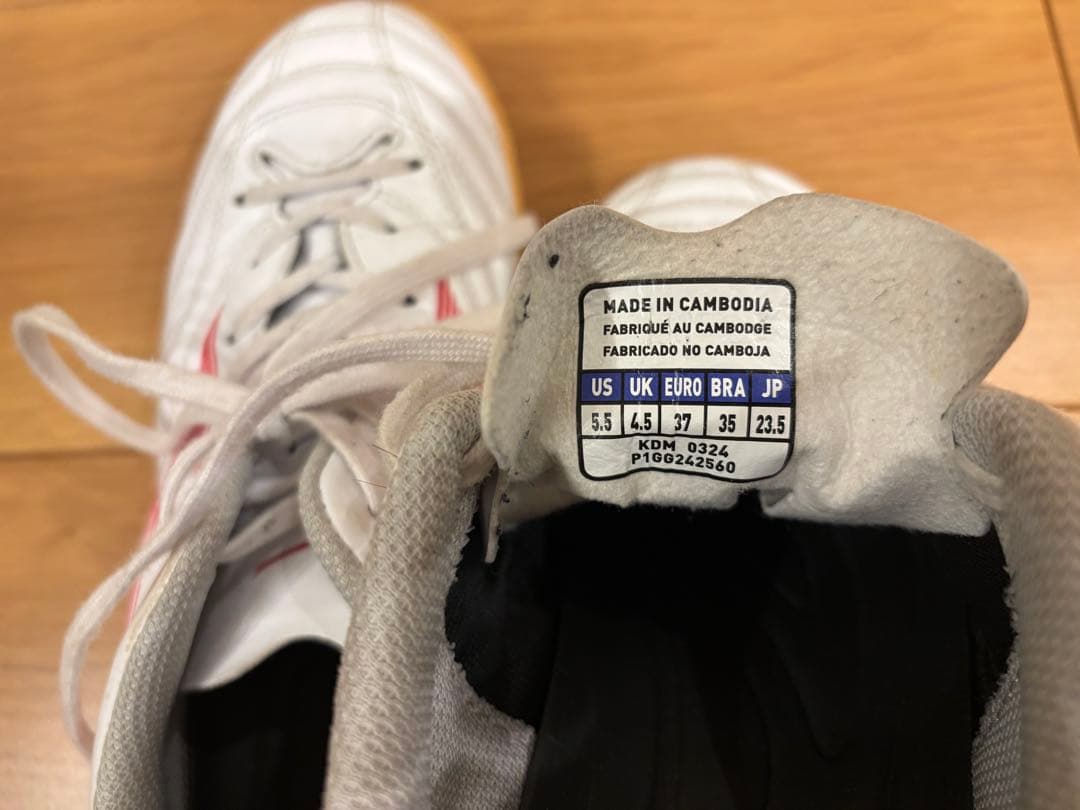 MADE IN CAMBODIA
FABRIQUÉ AU CAMBODGE
FABRICADO NO CAMBOJA
US UK EURO BRA JP
5.5 4.5 37 35 23.5
KDM 0324
P1GG242560